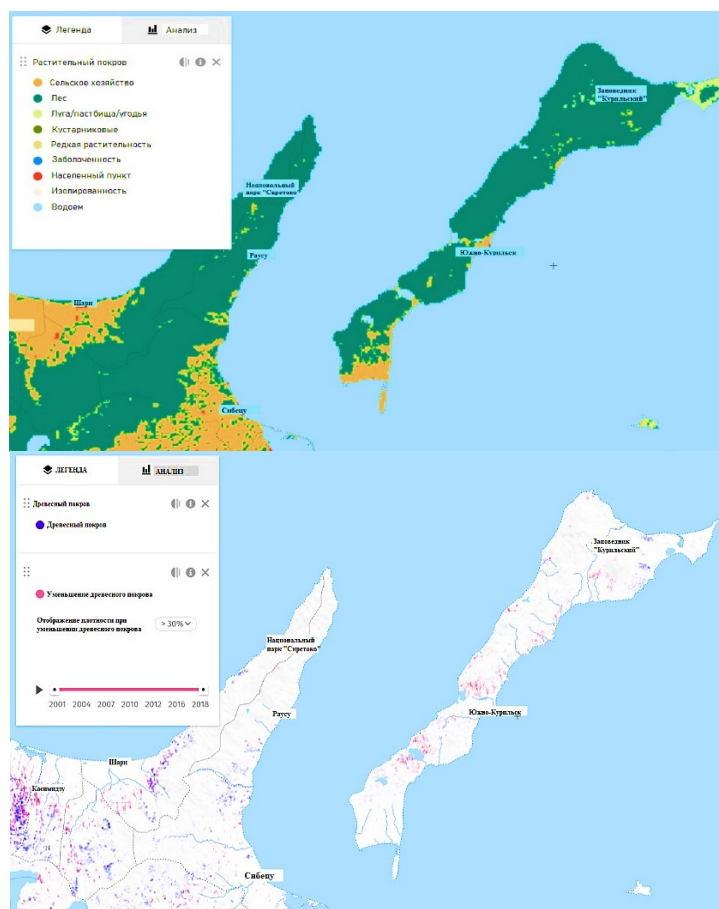 Легенда
Анализ
Растительный покров
Сельское хозяйство
Лес
Луга/пастбища/угодья
Кустарниковые
Редкая растительность
Заболоченность
Населенный пункт
Изолированность
Водоем
Заповедник
"Курильский"
Национальный
парк "Сиретоко"
Раусу
Южно-Курильск
Шари
Сибецу
ЛЕГЕНДА
АНАЛИЗ
Древесный покров
Древесный покров
Уменьшение древесного покрова
Отображение плотности при
уменьшении древесного покрова
> 30%
2001 2004 2007 2010 2012 2016 2018
Заповедник
"Курильский"
Национальный
парк "Сиретоко"
Раусу
Южно-Курильск
Шари
Сибецу